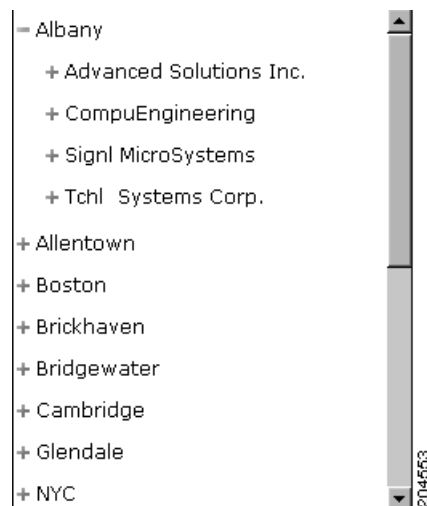 Albany
Advanced Solutions Inc.
CompuEngineering
Signl MicroSystems
Tchl Systems Corp.
Allentown
Boston
Brickhaven
Bridgewater
Cambridge
Glendale
NYC
204553